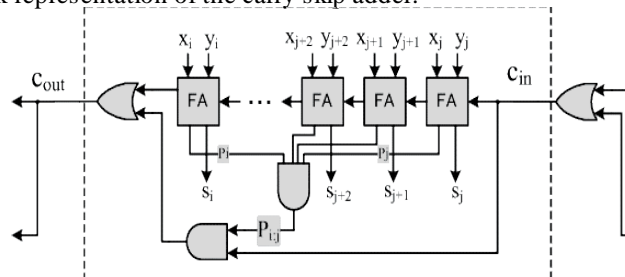 k representation of the carry skip adder.
xᵢ yᵢ xⱼ₊₂ yⱼ₊₂ xⱼ₊₁ yⱼ₊₁ xⱼ yⱼ
cₒᵤₜ cᵢₙ
FA ... FA FA FA
pᵢ pⱼ
sᵢ sⱼ₊₂ sⱼ₊₁ sⱼ
Pᵢ:ⱼ